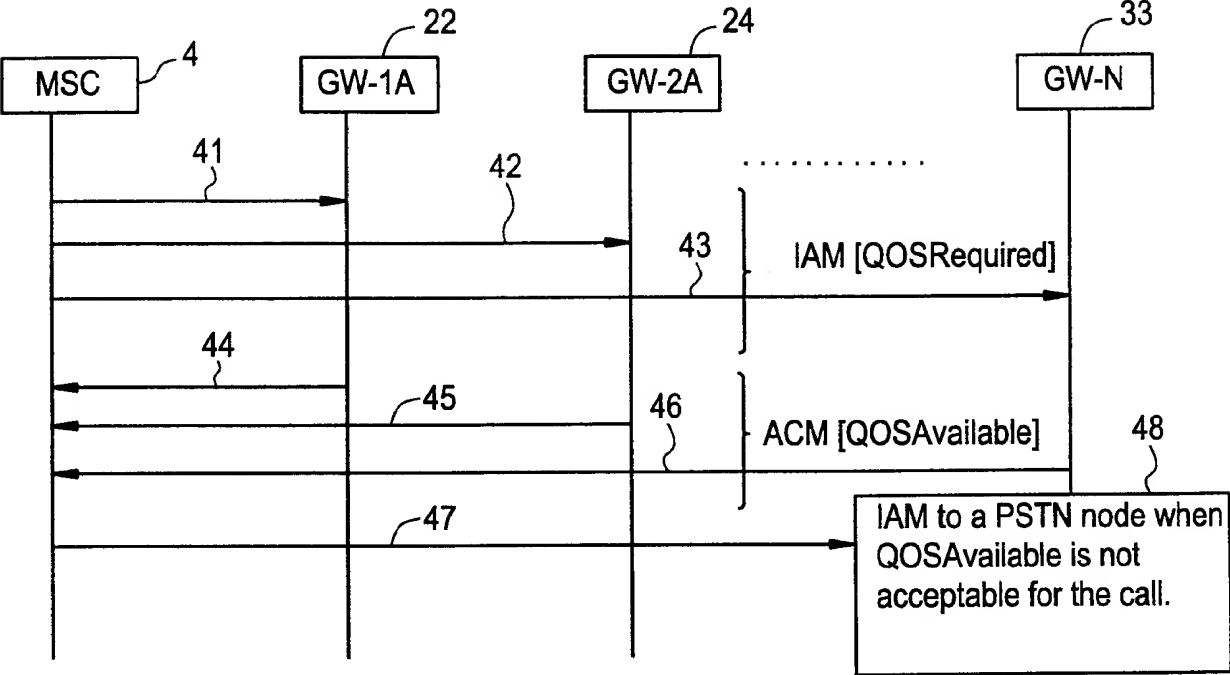 4
22
24
33
MSC
GW-1A
GW-2A
GW-N
41
42
43
IAM [QOSRequired]
44
45
46
ACM [QOSAvailable]
48
47
IAM to a PSTN node when
QOSAvailable is not
acceptable for the call.